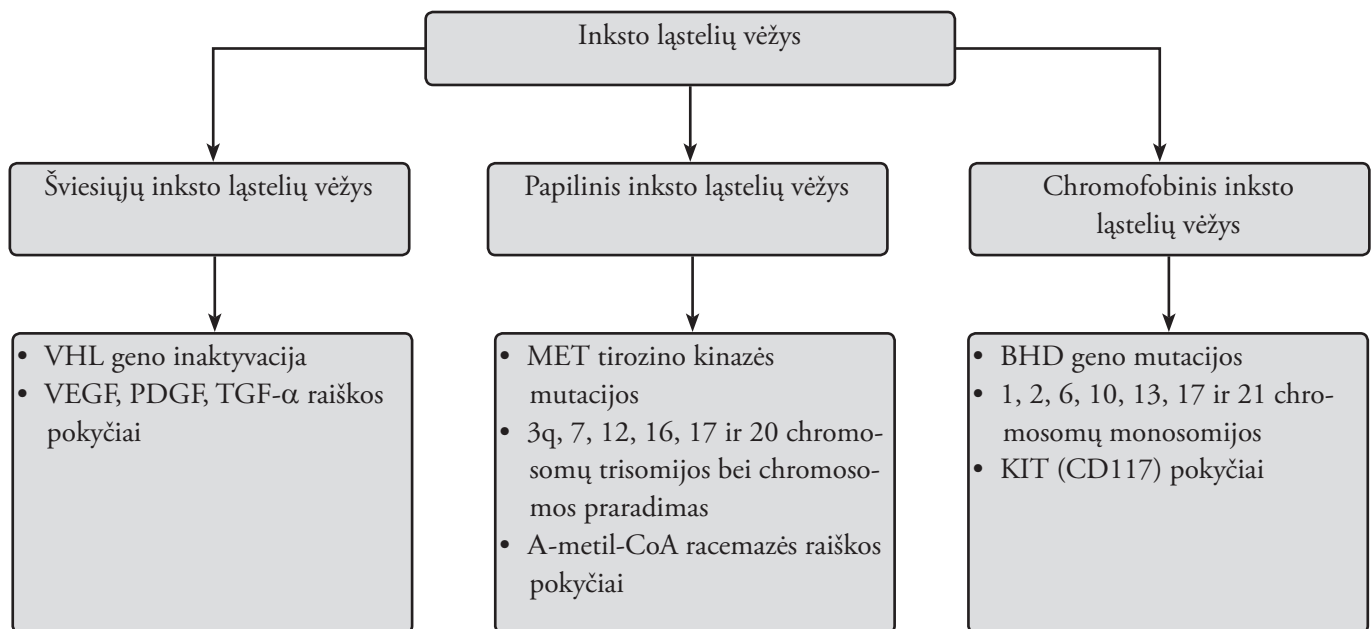 Inksto ląstelių vėžys
Šviesiųjų inksto ląstelių vėžys
Papilinis inksto ląstelių vėžys
Chromofobinis inksto
ląstelių vėžys
• VHL geno inaktyvacija
• VEGF, PDGF, TGF-α raiškos
pokyčiai
• MET tirozino kinazės
mutacijos
• 3q, 7, 12, 16, 17 ir 20 chromo-
somų trisomijos bei chromoso-
mos praradimas
• A-metil-CoA racemazės raiškos
pokyčiai
• BHD geno mutacijos
• 1, 2, 6, 10, 13, 17 ir 21 chro-
mosomų monosomijos
• KIT (CD117) pokyčiai